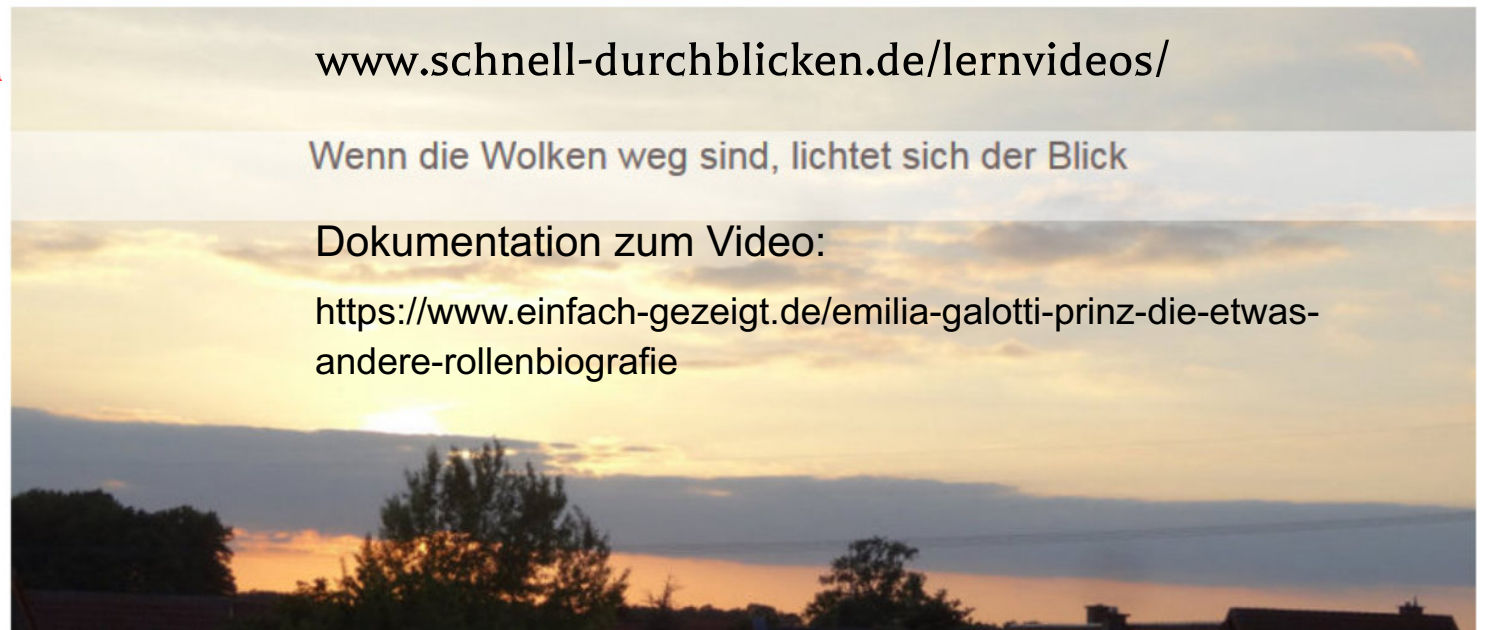 www.schnell-durchblicken.de/lernvideos/
Wenn die Wolken weg sind, lichtet sich der Blick
Dokumentation zum Video:
https://www.einfach-gezeigt.de/emilia-galotti-prinz-die-etwas-
andere-rollenbiografie